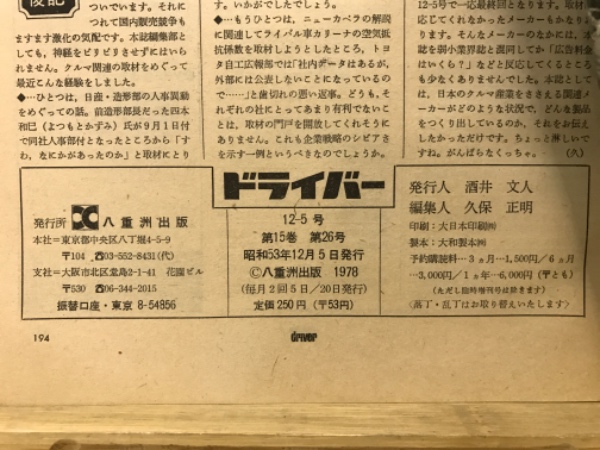 後記
ついています。それに
つれて国内販売競争も
ますます激化の気配です。本誌編集部と
しても、神経をピリピリきせずにはいら
れません。クルマ関連の取材をめぐって
最近こんな経験をしました。
◆…ひとつは、日産・造形部の人事異動
をめぐっての話。前造形部長だった四本
和巳（よつもとかずみ）氏が9月1日付
で同社人事部付となったところから「す
わ、なにかがあったのか」と取材にとり
す。いかがでしたでしょう。
◆…もうひとつは、ニューカペラの解説
に関連してライバル車カリーナの空気抵
抗係数を取材しようとしたところ、トヨ
タ自工広報部では「社内データはあるが、
外部には公表しないことになっているの
で……」と歯切れの悪い返事。どうも、そ
れぞれの社にとってあまり有利でないこ
とは、取材の門戸を開放してくれそうに
ありません。これも企業戦略のシビアさ
を示す一例というべきなのでしょうか。
12-5号で一応最終回となります。取材
応じてくれなかったメーカーもかなり
ります。そんなメーカーのなかには、本
誌を弱小業界誌と混同してか「広告料金
はいくら？」などと反応してくるところ
も少なくありませんでした。本誌として
は、日本のクルマ産業をささえる関連メ
ーカーがどのような状況で、どんな製品
をつくり出しているのか、それをお伝え
したかっただけです。ちょっと淋しいで
すね。がんばらなくっちゃ。（久）
発行所 八重洲出版
本社＝東京都中央区八丁堀4-5-9
〒104 ☎03-552-8431(代)
支社＝大阪市北区堂島2-1-41 花園ビル
〒530 ☎06-344-2015
振替口座・東京 8-54856
ドライバー
12-5 号
第15巻 第26号
昭和53年12月5日発行
©八重洲出版 1978
（毎月2回5日／20日発行）
定価250円（〒53円）
発行人 酒井 文人
編集人 久保 正明
印刷：大日本印刷㈱
製本：大和製本㈱
予約購読料…3ヵ月…1,500円／6ヵ月
…3,000円／1ヵ年…6,000円（〒とも）
（ただし臨時増刊号は除きます）
〈落丁・乱丁はお取り替えいたします〉
194
driver